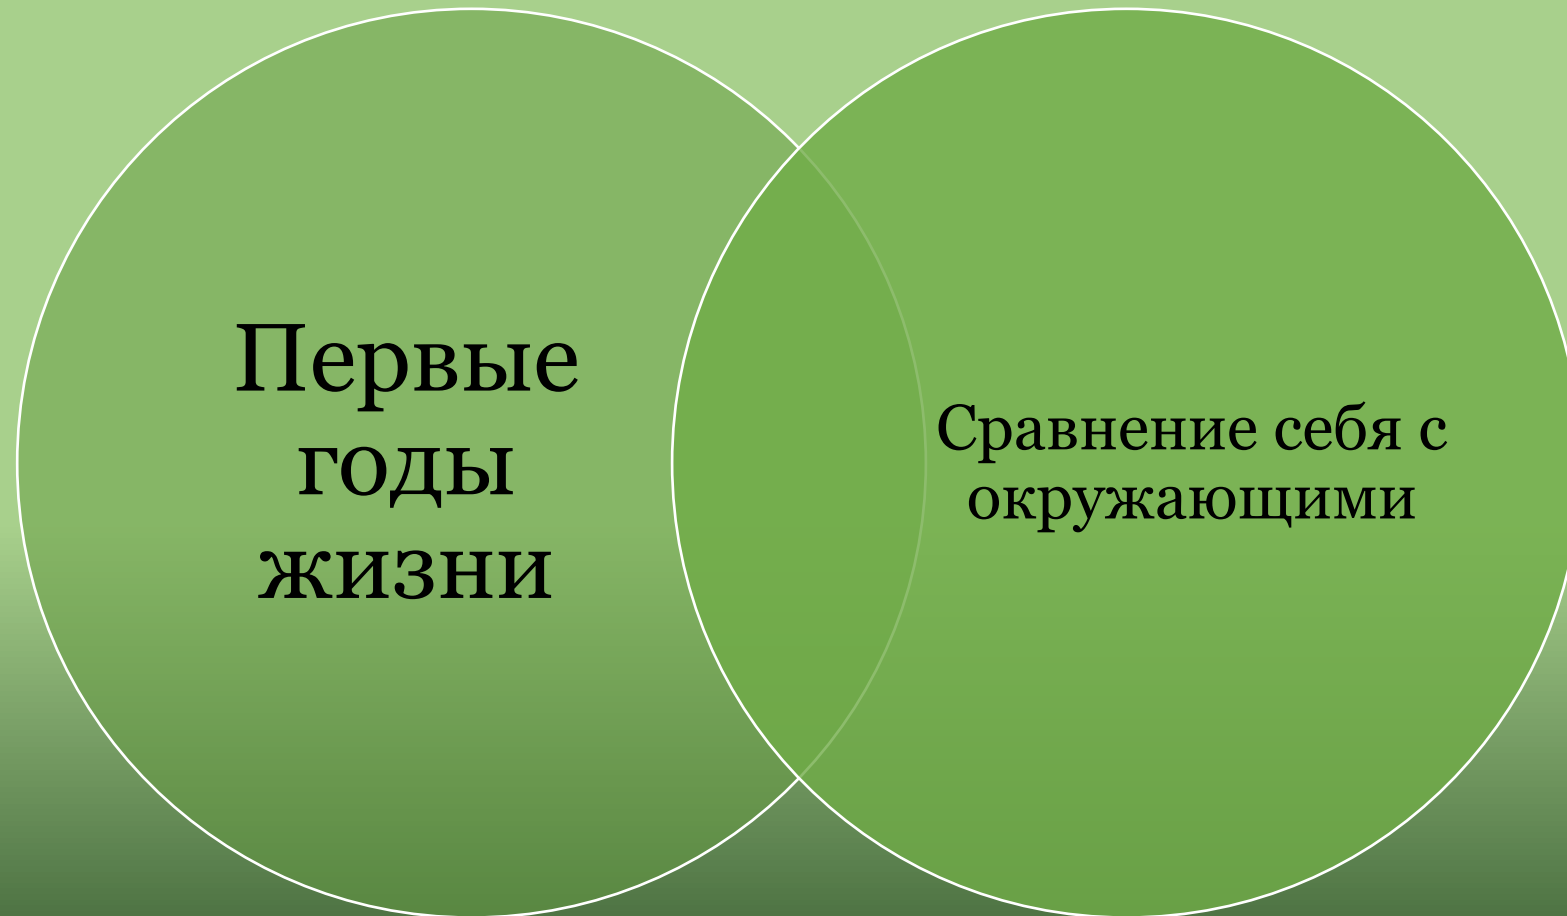 Первые
годы
жизни
Сравнение себя с
окружающими